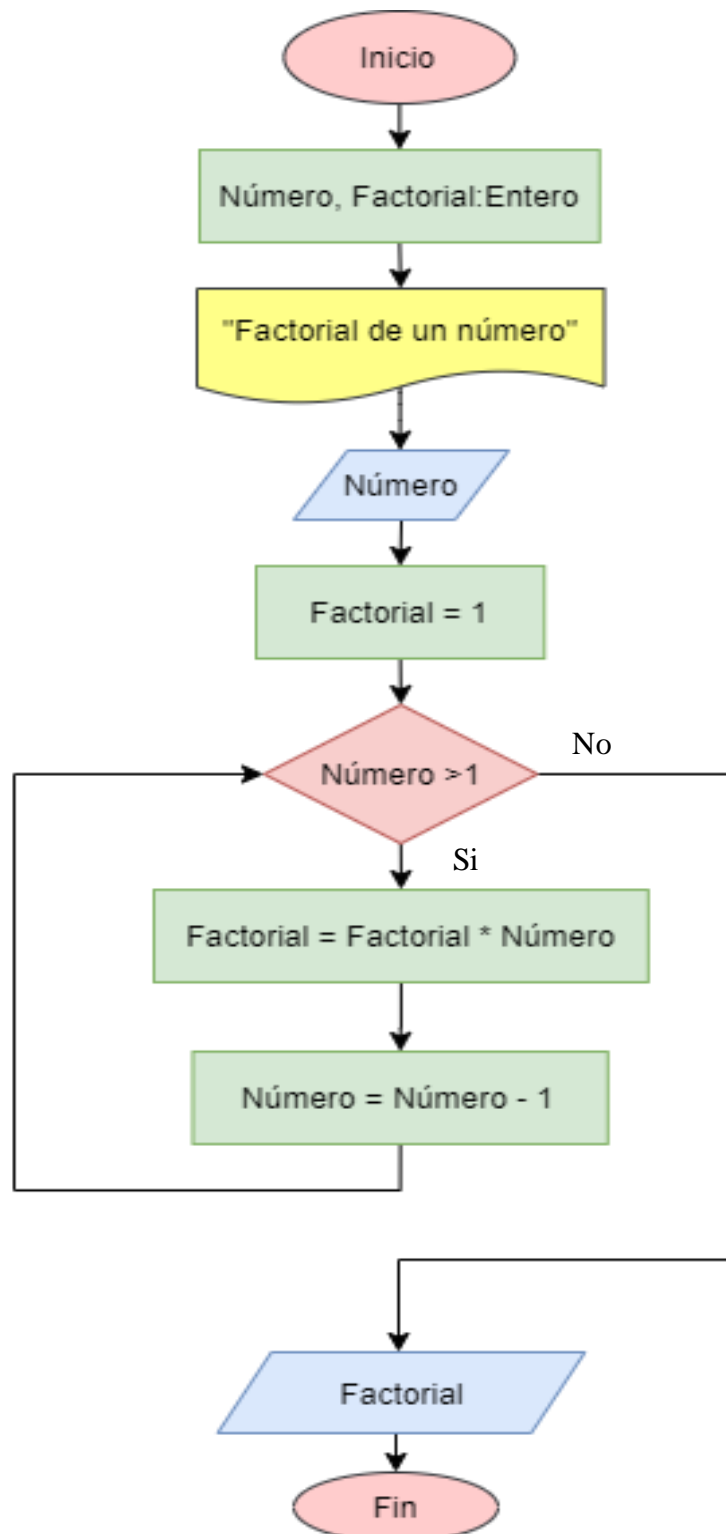 Inicio
Número, Factorial:Entero
"Factorial de un número"
Número
Factorial = 1
Número >1
No
Si
Factorial = Factorial * Número
Número = Número - 1
Factorial
Fin